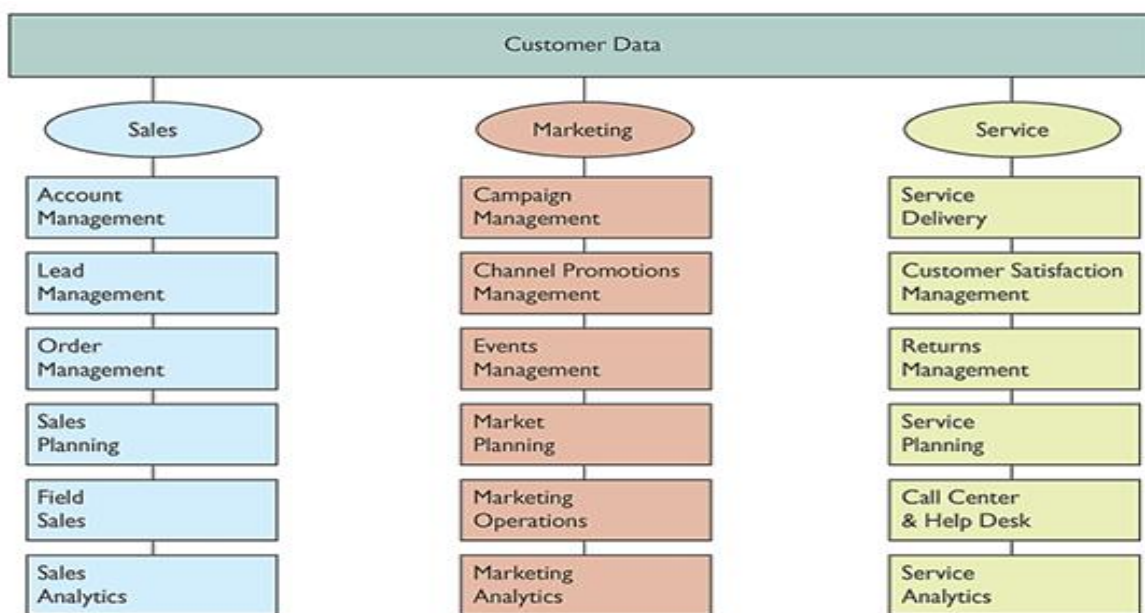 Customer Data
Sales
Account
Management
Lead
Management
Order
Management
Sales
Planning
Field
Sales
Sales
Analytics
Marketing
Campaign
Management
Channel Promotions
Management
Events
Management
Market
Planning
Marketing
Operations
Marketing
Analytics
Service
Service
Delivery
Customer Satisfaction
Management
Returns
Management
Service
Planning
Call Center
& Help Desk
Service
Analytics